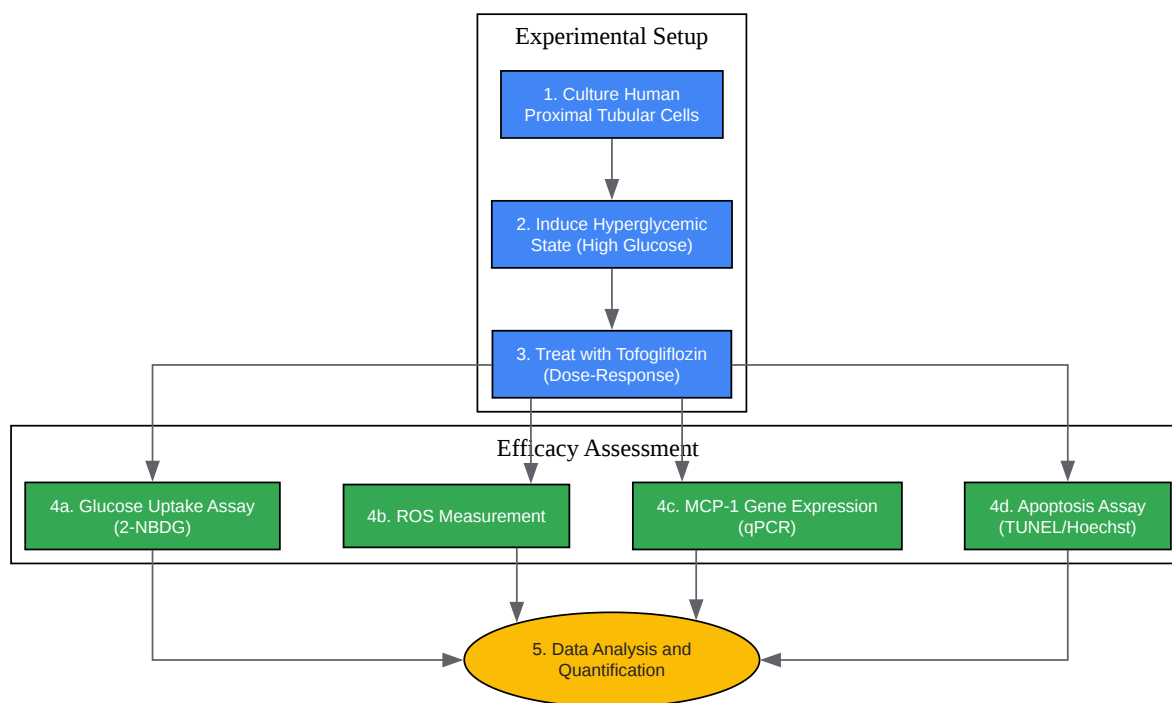 Experimental Setup
1. Culture Human
Proximal Tubular Cells
2. Induce Hyperglycemic
State (High Glucose)
3. Treat with Tofogliflozin
(Dose-Response)
Efficacy Assessment
4a. Glucose Uptake Assay
(2-NBDG)
4b. ROS Measurement
4c. MCP-1 Gene Expression
(qPCR)
4d. Apoptosis Assay
(TUNEL/Hoechst)
5. Data Analysis and
Quantification